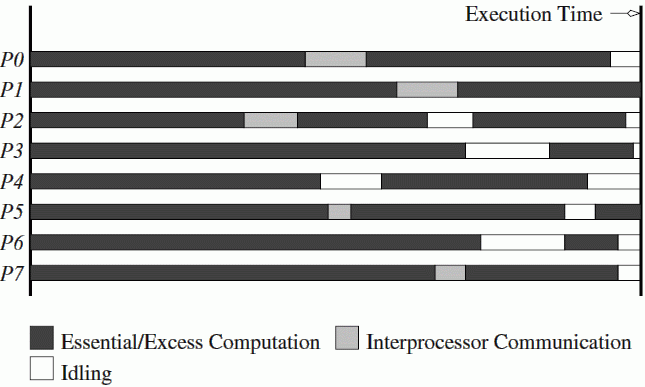 Execution Time
P0
P1
P2
P3
P4
P5
P6
P7
Essential/Excess Computation
Interprocessor Communication
Idling